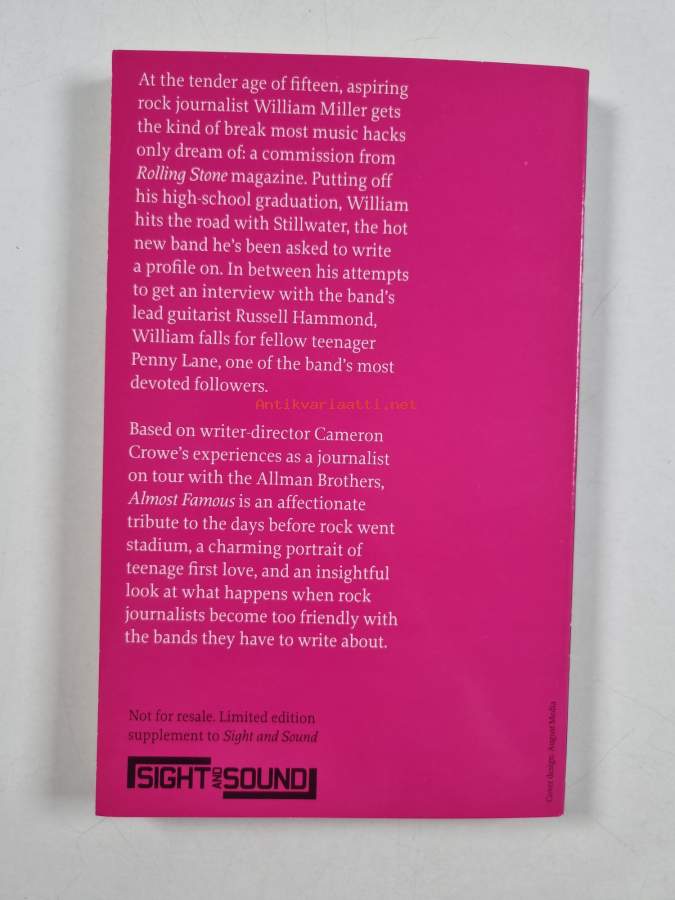 At the tender age of fifteen, aspiring
rock journalist William Miller gets
the kind of break most music hacks
only dream of: a commission from
Rolling Stone magazine. Putting off
his high-school graduation, William
hits the road with Stillwater, the hot
new band he's been asked to write
a profile on. In between his attempts
to get an interview with the band's
lead guitarist Russell Hammond,
William falls for fellow teenager
Penny Lane, one of the band's most
devoted followers.
Antikvariaatti.net
Based on writer-director Cameron
Crowe's experiences as a journalist
on tour with the Allman Brothers,
Almost Famous is an affectionate
tribute to the days before rock went
stadium, a charming portrait of
teenage first love, and an insightful
look at what happens when rock
journalists become too friendly with
the bands they have to write about.
Not for resale. Limited edition
supplement to Sight and Sound
SIGHT AND SOUND
Cover design: August Media